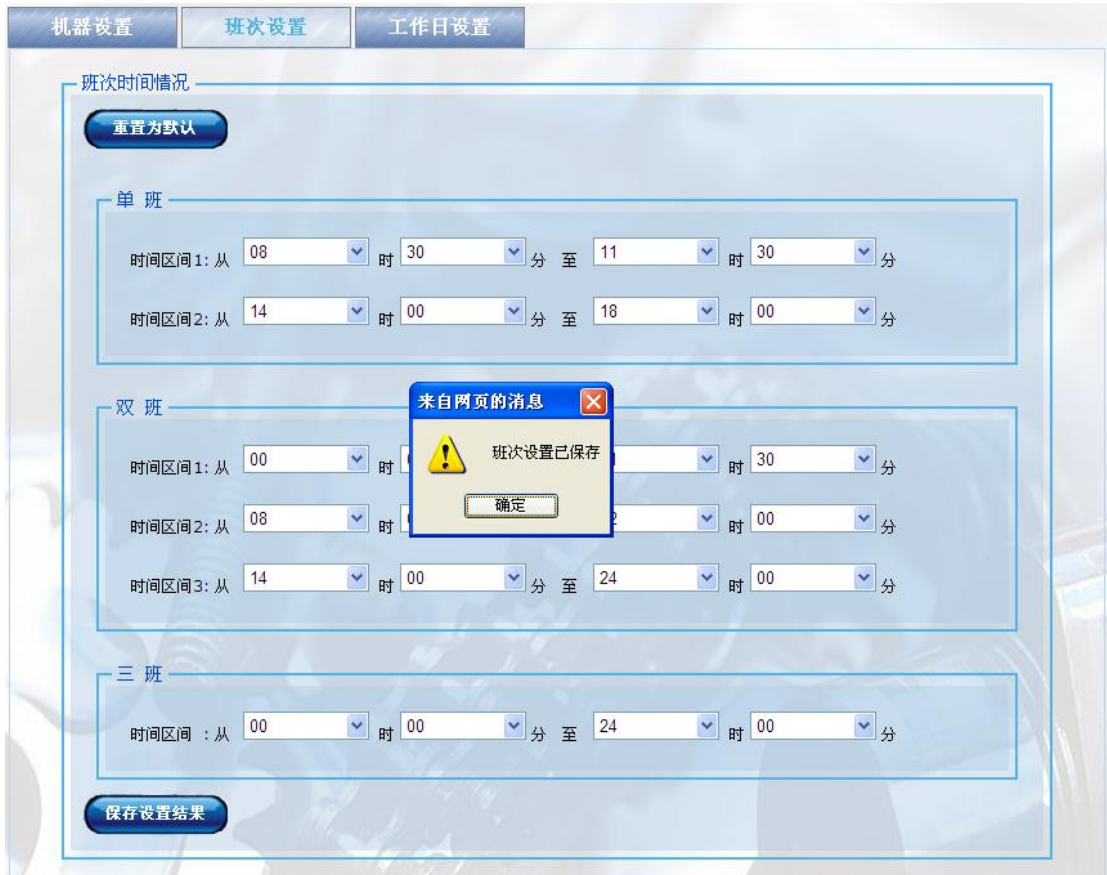 机器设置 班次设置 工作日设置
班次时间情况
重置为默认
单 班
时间区间1: 从 08 时 30 分 至 11 时 30 分
时间区间2: 从 14 时 00 分 至 18 时 00 分
双 班
来自网页的消息
时间区间1: 从 00 时 班次设置已保存 时 30 分
确定
时间区间2: 从 08 时 时 00 分
时间区间3: 从 14 时 00 分 至 24 时 00 分
三 班
时间区间 : 从 00 时 00 分 至 24 时 00 分
保存设置结果